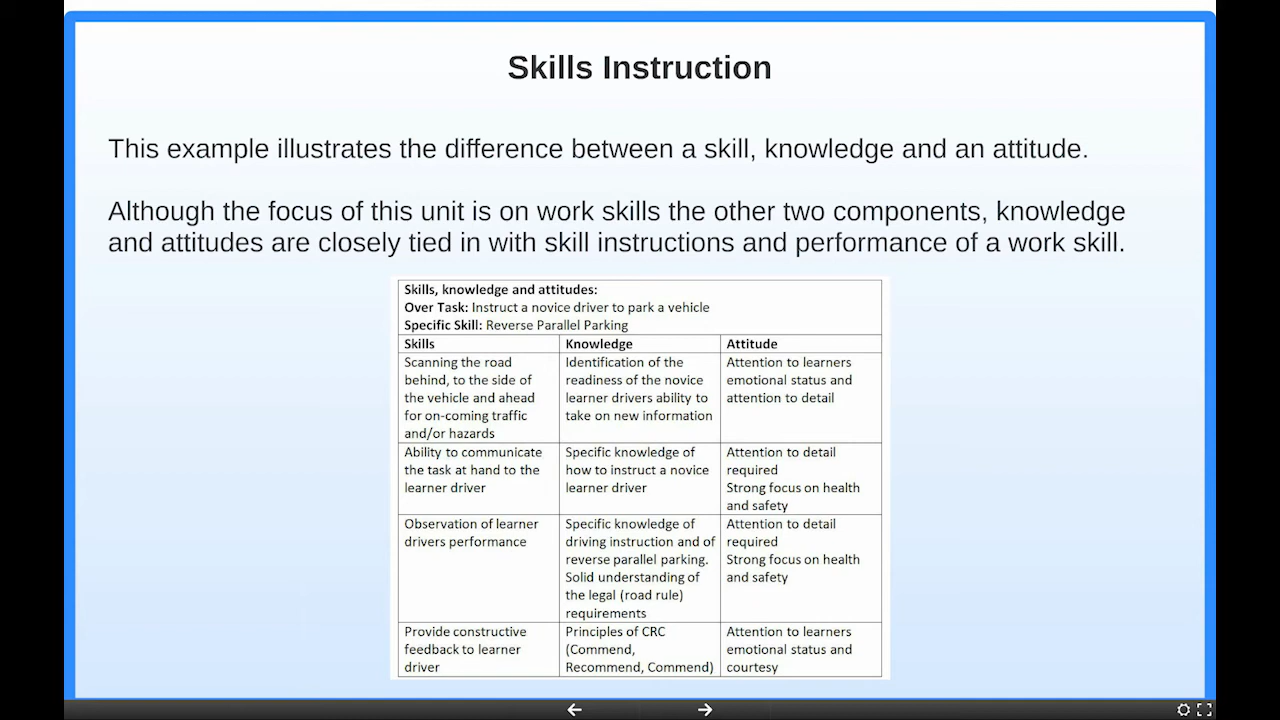 Skills Instruction
This example illustrates the difference between a skill, knowledge and an attitude.
Although the focus of this unit is on work skills the other two components, knowledge
and attitudes are closely tied in with skill instructions and performance of a work skill.
Skills, knowledge and attitudes:
Over Task: Instruct a novice driver to park a vehicle
Specific Skill: Reverse Parallel Parking
Skills
Knowledge
Attitude
Scanning the road
behind, to the side of
the vehicle and ahead
for on-coming traffic
and/or hazards
Identification of the
readiness of the novice
learner drivers ability to
take on new information
Attention to learners
emotional status and
attention to detail
Ability to communicate
the task at hand to the
learner driver
Specific knowledge of
how to instruct a novice
learner driver
Attention to detail
required
Strong focus on health
and safety
Observation of learner
drivers performance
Specific knowledge of
driving instruction and of
reverse parallel parking.
Solid understanding of
the legal (road rule)
requirements
Attention to detail
required
Strong focus on health
and safety
Provide constructive
feedback to learner
driver
Principles of CRC
(Commend,
Recommend, Commend)
Attention to learners
emotional status and
courtesy